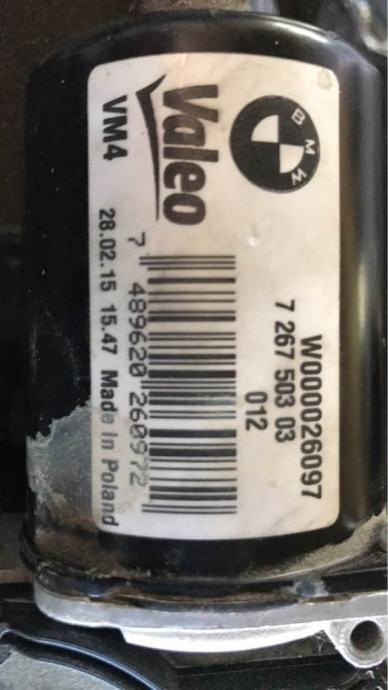 BMW
W000026097
7 267 503 03
012
Valeo
7 489620 260972
VM4
28.02.15 15.47 Made in Poland